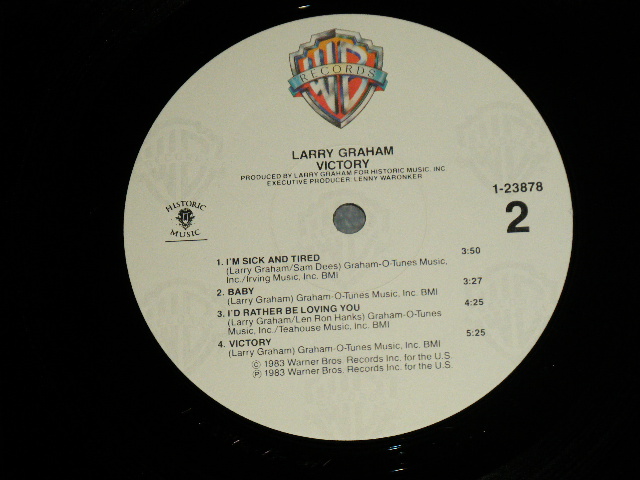 WB
RECORDS
LARRY GRAHAM
VICTORY
PRODUCED BY LARRY GRAHAM FOR HISTORIC MUSIC, INC.
EXECUTIVE PRODUCER: LENNY WARONKER
1-23878
2
HISTORIC
MUSIC
1. I'M SICK AND TIRED 3:50
(Larry Graham/Sam Dees) Graham-O-Tunes Music,
Inc./Irving Music, Inc. BMI
2. BABY 3:27
(Larry Graham) Graham-O-Tunes Music, Inc. BMI
3. I'D RATHER BE LOVING YOU 4:25
(Larry Graham/Len Ron Hanks) Graham-O-Tunes
Music, Inc./Teahouse Music, Inc. BMI
4. VICTORY 5:25
(Larry Graham) Graham-O-Tunes Music, Inc. BMI
© 1983 Warner Bros. Records Inc. for the U.S.
℗ 1983 Warner Bros. Records Inc. for the U.S.